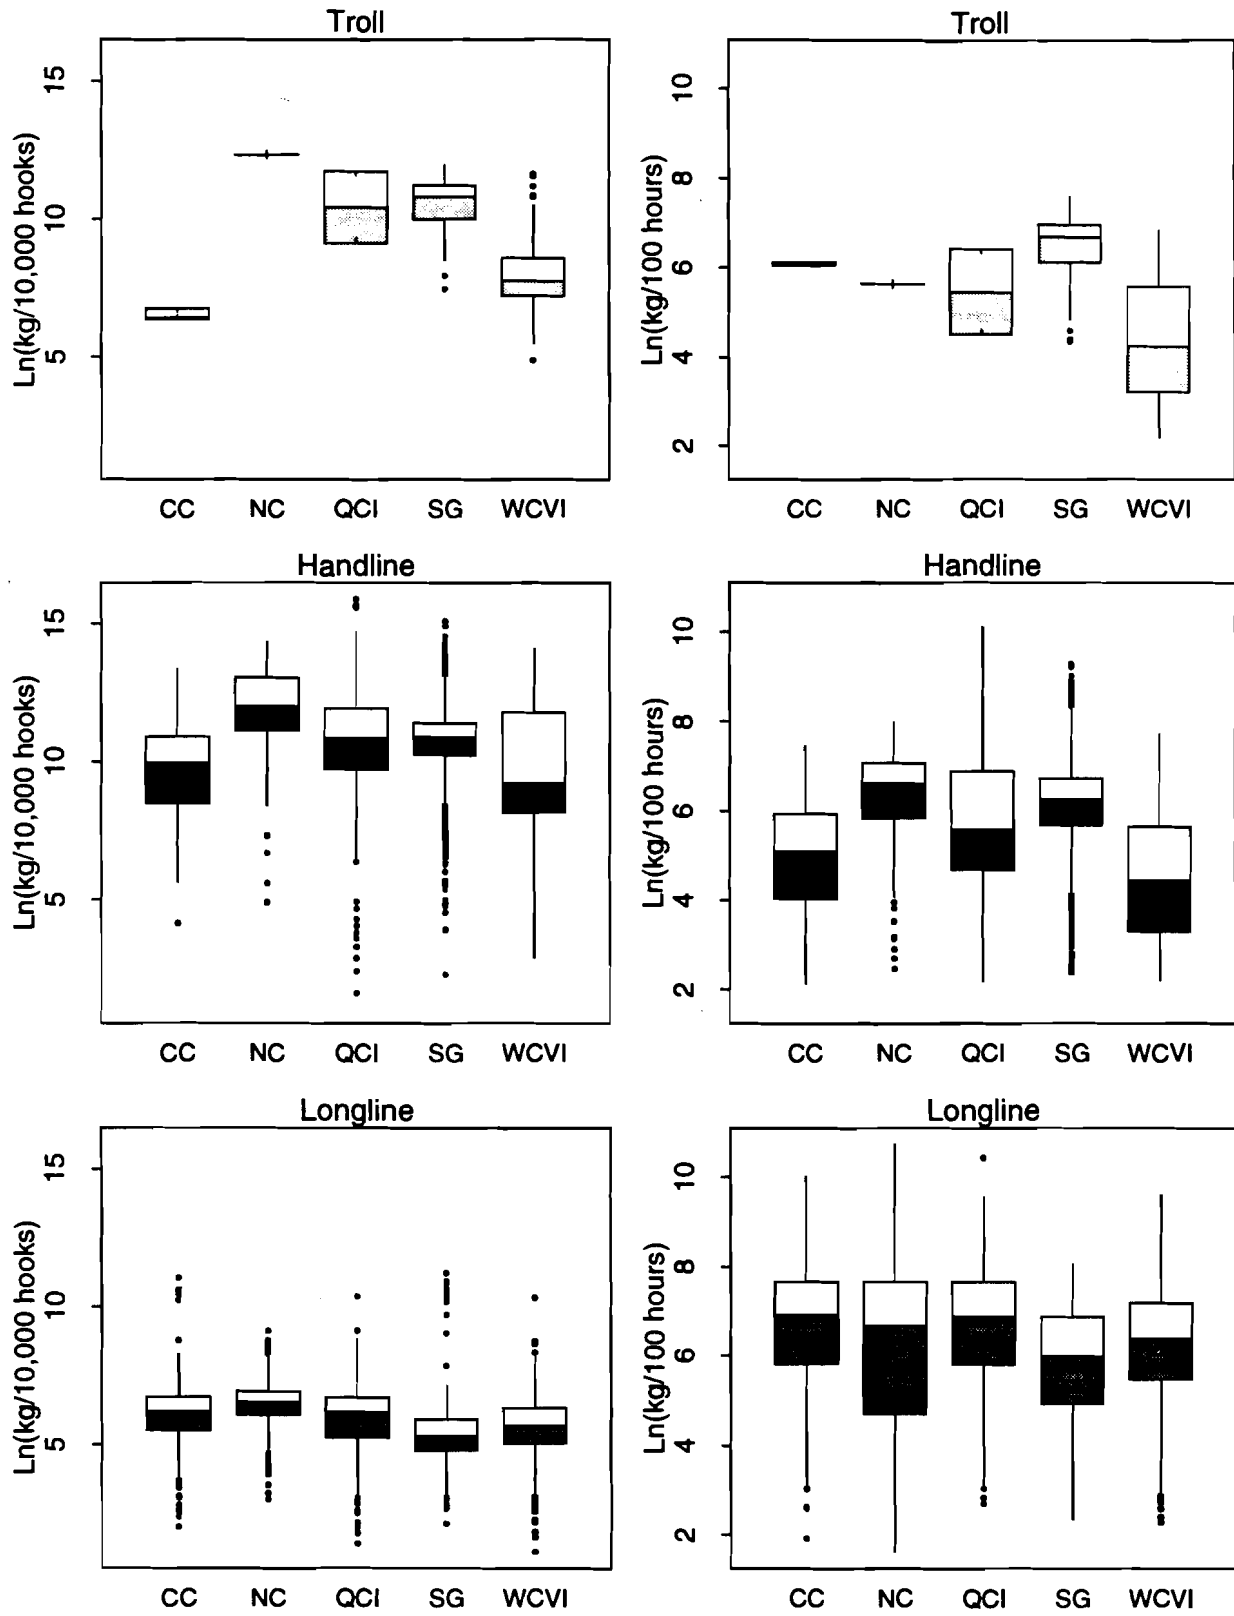 Troll
Ln(kg/10,000 hooks)
15
10
5
CC NC QCI SG WCVI
Troll
Ln(kg/100 hours)
10
8
6
4
2
CC NC QCI SG WCVI
Handline
Ln(kg/10,000 hooks)
15
10
5
CC NC QCI SG WCVI
Handline
Ln(kg/100 hours)
10
8
6
4
2
CC NC QCI SG WCVI
Longline
Ln(kg/10,000 hooks)
15
10
5
CC NC QCI SG WCVI
Longline
Ln(kg/100 hours)
10
8
6
4
2
CC NC QCI SG WCVI